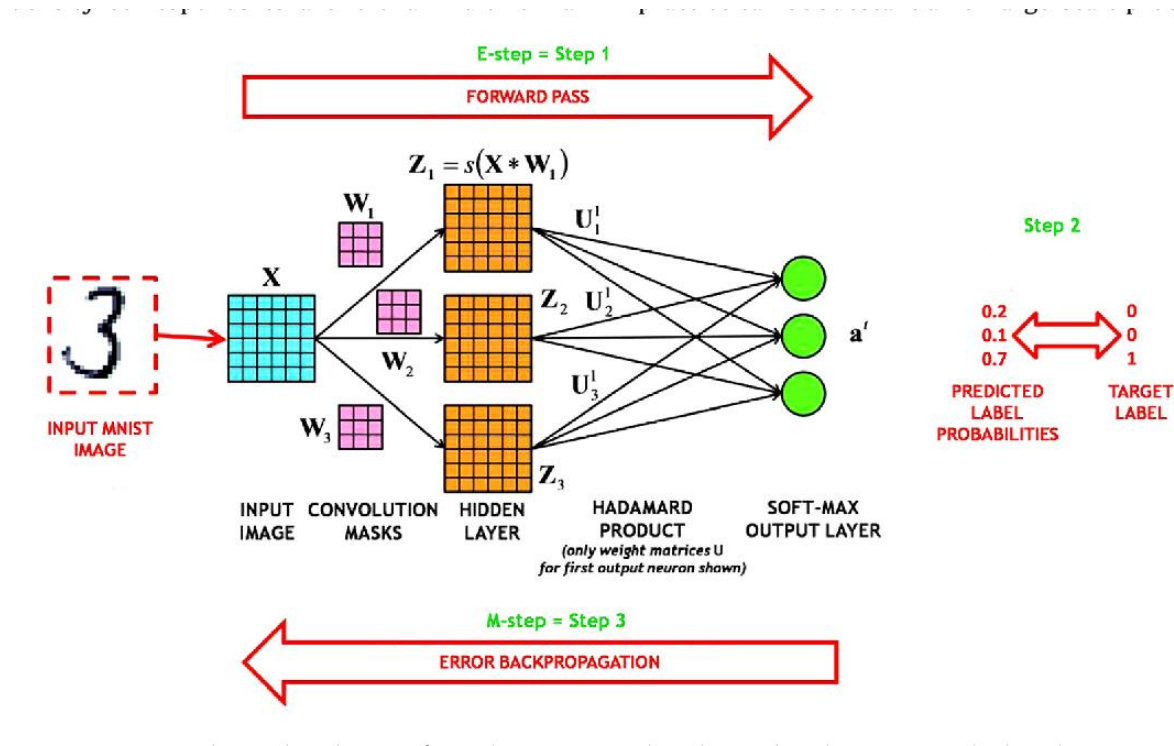 E-step = Step 1
FORWARD PASS
Z₁ = s(X * W₁)
W₁
U₁¹
Step 2
X
Z₂ U₂¹
0.2 0
0.1 0
0.7 1
aᵗ
W₂
U₃¹
PREDICTED
LABEL
PROBABILITIES
TARGET
LABEL
INPUT MNIST
IMAGE
3
W₃
Z₃
INPUT
IMAGE
CONVOLUTION
MASKS
HIDDEN
LAYER
HADAMARD
PRODUCT
(only weight matrices U
for first output neuron shown)
SOFT-MAX
OUTPUT LAYER
M-step = Step 3
ERROR BACKPROPAGATION